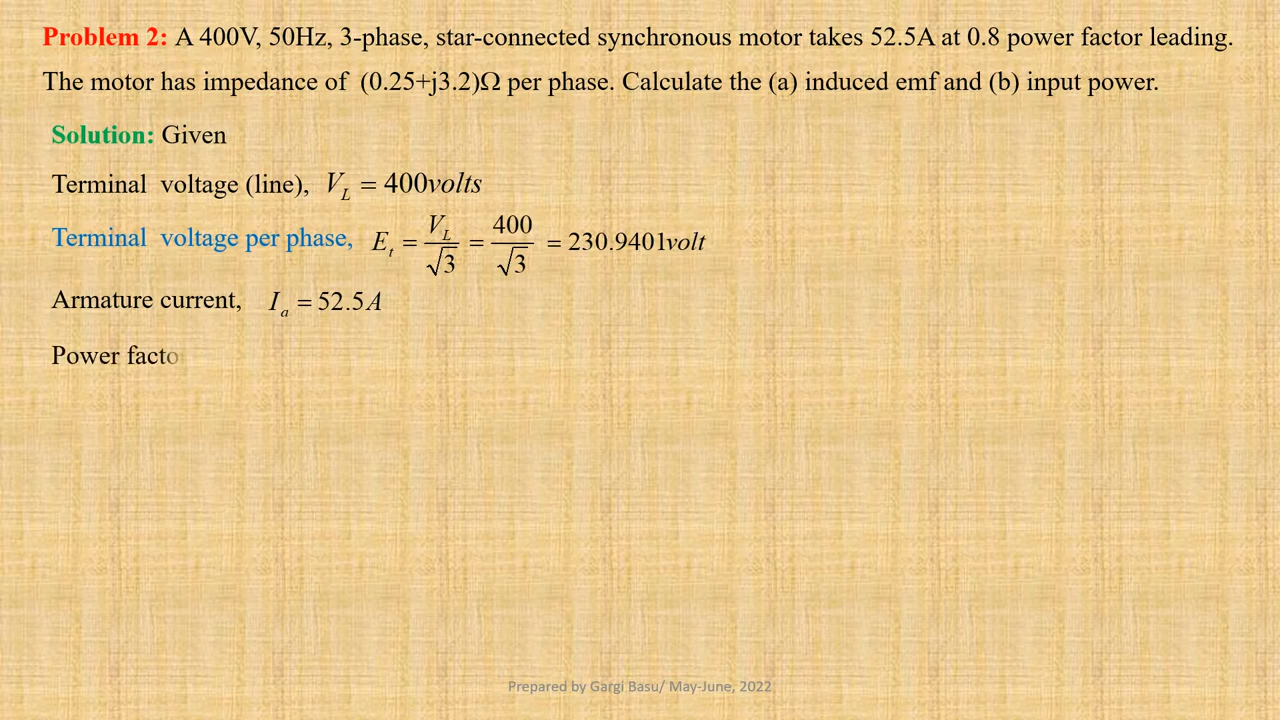 Problem 2: A 400V, 50Hz, 3-phase, star-connected synchronous motor takes 52.5A at 0.8 power factor leading.
The motor has impedance of (0.25+j3.2)Ω per phase. Calculate the (a) induced emf and (b) input power.
Solution: Given
Terminal voltage (line), V_L = 400volts
Terminal voltage per phase, E_t = V_L/√3 = 400/√3 = 230.9401volt
Armature current, I_a = 52.5A
Power facto
Prepared by Gargi Basu/ May-June, 2022